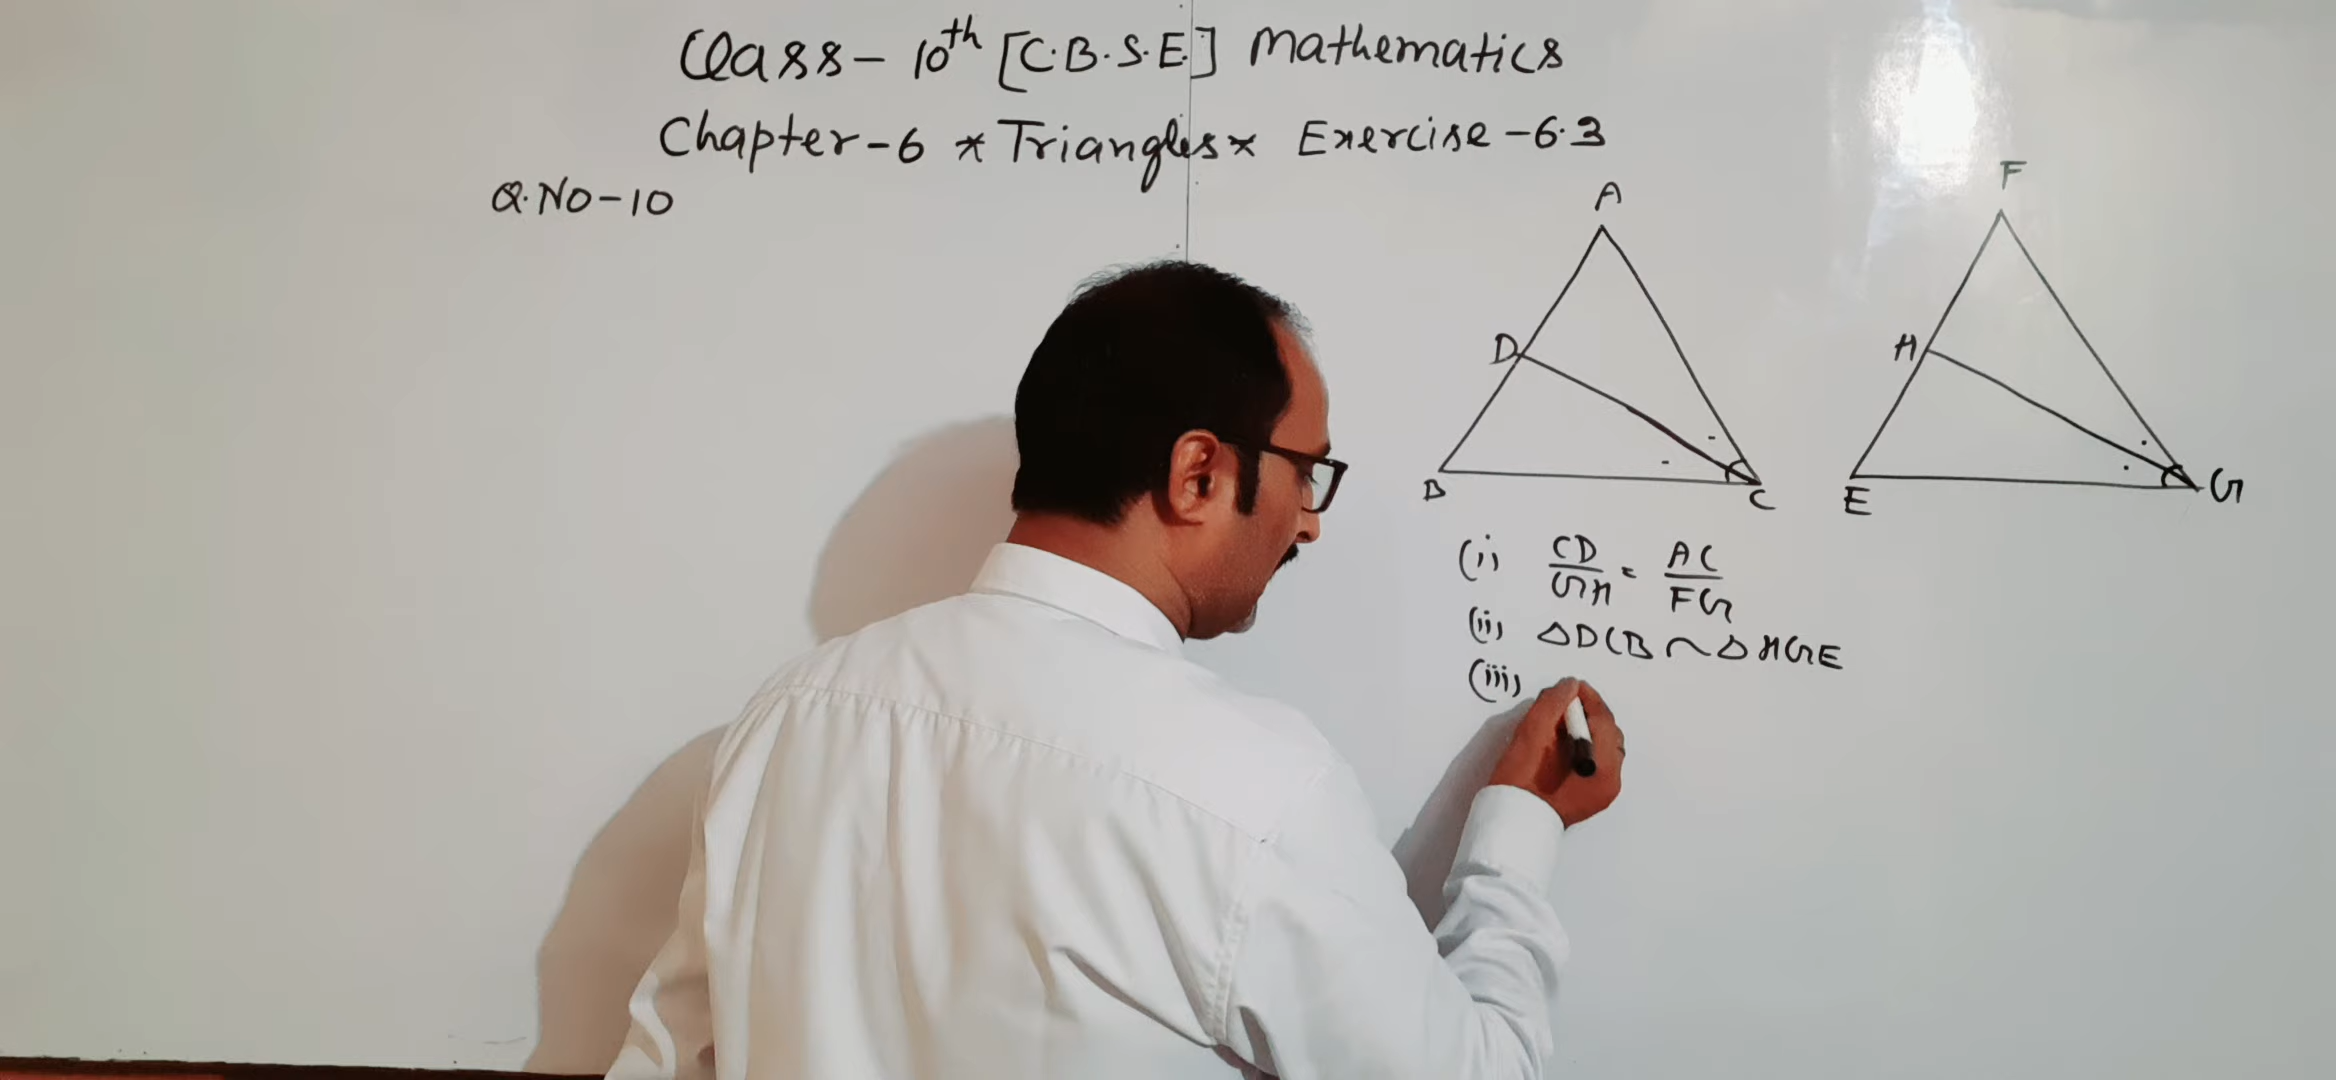 Class - 10th [C.B.S.E.] Mathematics
Chapter - 6 * Triangles * Exercise - 6.3
Q. No - 10
A
F
D
H
B
C
E
G
(i) CD/GH = AC/FG
(ii) △DCB ~ △HGE
(iii)